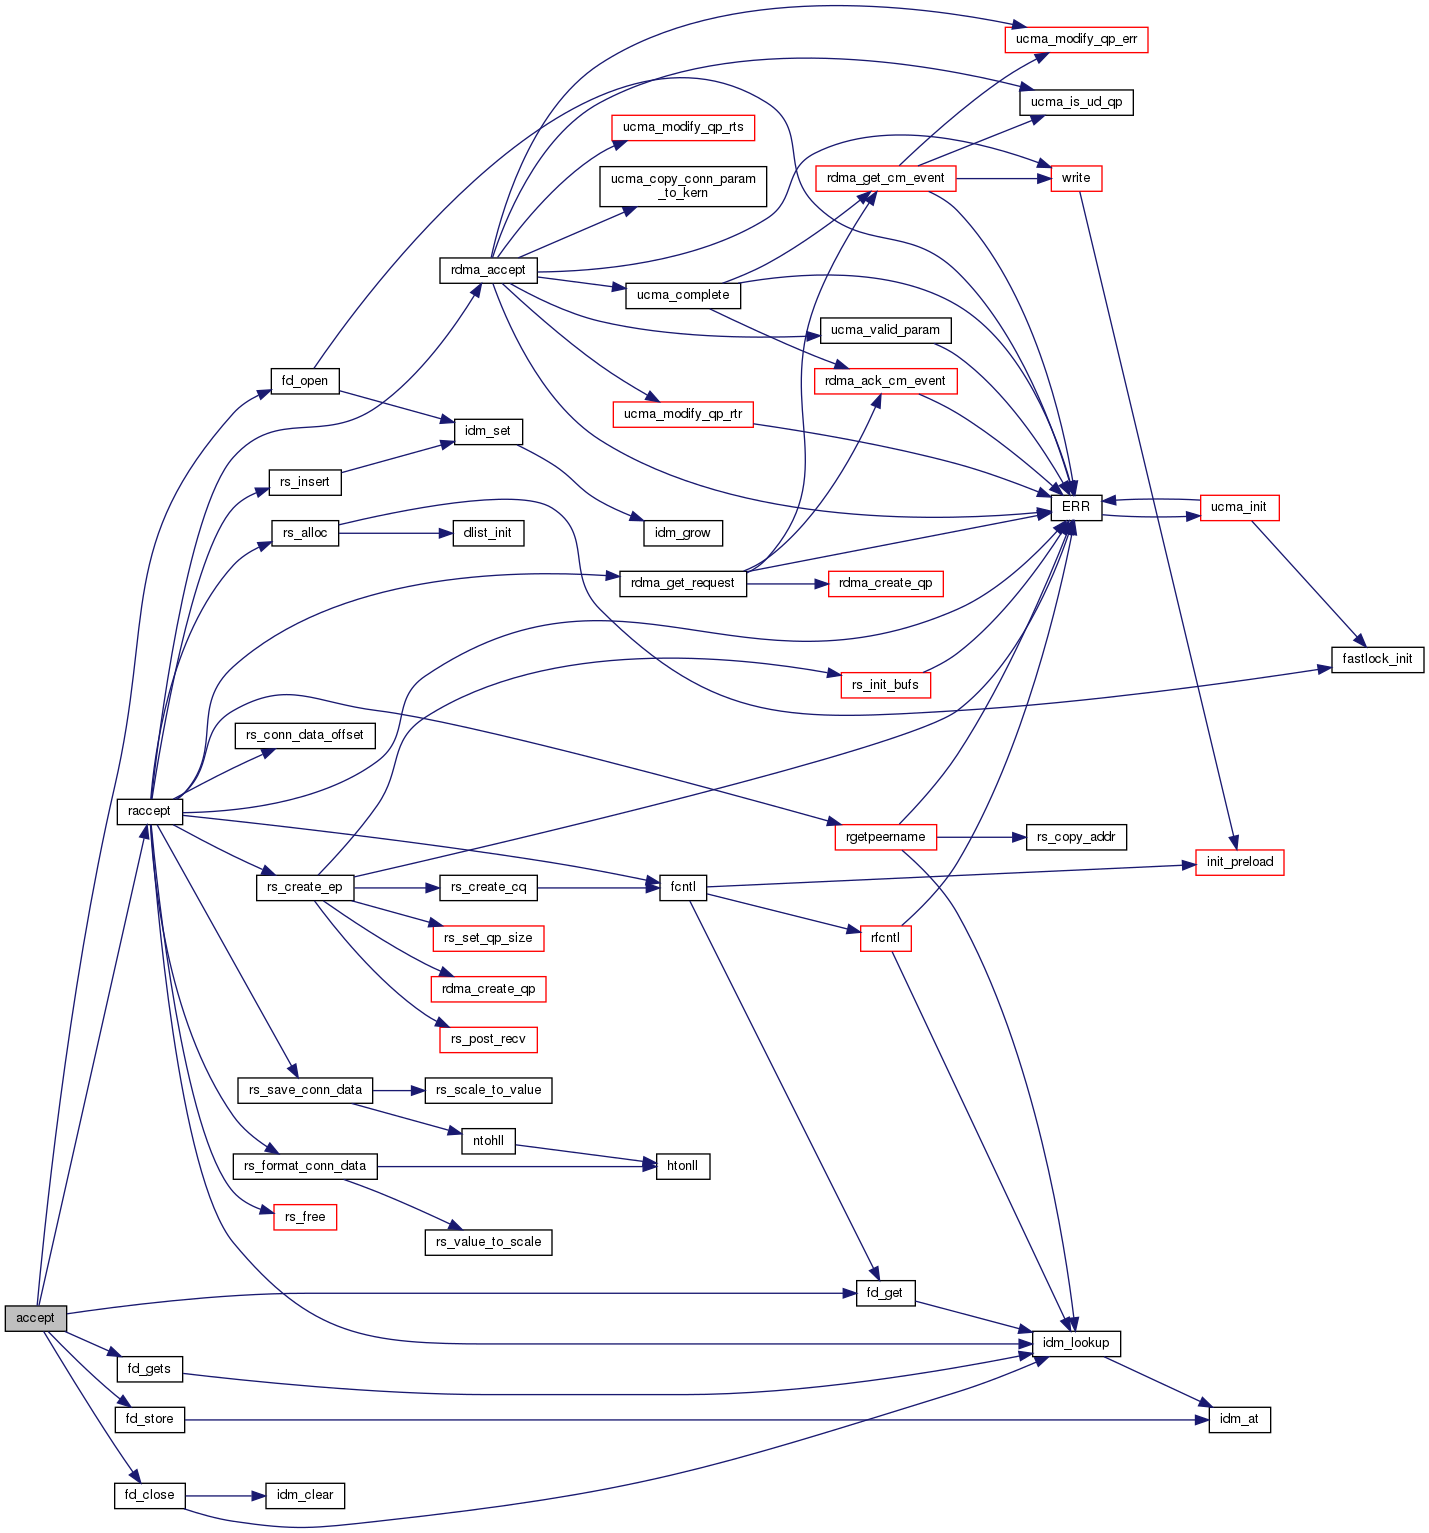 ucma_modify_qp_err
ucma_is_ud_qp
ucma_modify_qp_rts
ucma_copy_conn_param
_to_kern
rdma_get_cm_event
write
rdma_accept
ucma_complete
ucma_valid_param
fd_open
rdma_ack_cm_event
ucma_modify_qp_rtr
idm_set
rs_insert
ERR
ucma_init
rs_alloc
dlist_init
idm_grow
rdma_get_request
rdma_create_qp
fastlock_init
rs_init_bufs
rs_conn_data_offset
raccept
rgetpeername
rs_copy_addr
init_preload
rs_create_ep
rs_create_cq
fcntl
rs_set_qp_size
rfcntl
rdma_create_qp
rs_post_recv
rs_save_conn_data
rs_scale_to_value
ntohll
rs_format_conn_data
htonll
rs_free
rs_value_to_scale
fd_get
accept
idm_lookup
fd_gets
fd_store
idm_at
fd_close
idm_clear